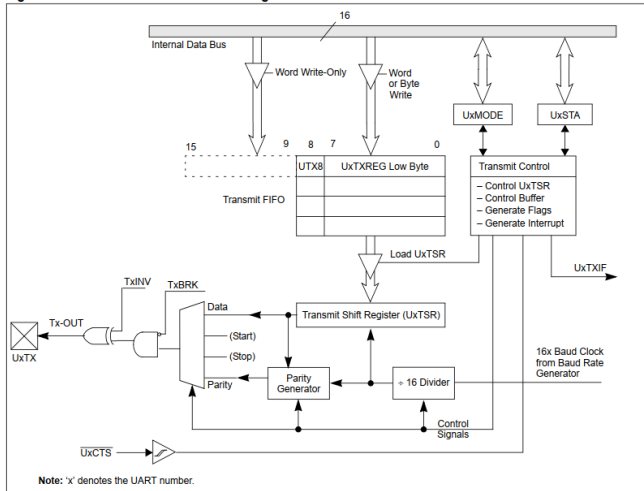 16
Internal Data Bus
Word Write-Only
Word
or Byte
Write
UxMODE
UxSTA
15
9
8
7
0
UTX8
UxTXREG Low Byte
Transmit FIFO
Transmit Control
– Control UxTSR
– Control Buffer
– Generate Flags
– Generate Interrupt
Load UxTSR
UxTXIF
TxINV
TxBRK
Data
Transmit Shift Register (UxTSR)
Tx-OUT
(Start)
(Stop)
UxTX
16x Baud Clock
from Baud Rate
Generator
Parity
Parity
Generator
÷ 16 Divider
Control
Signals
UxCTS
Note: 'x' denotes the UART number.